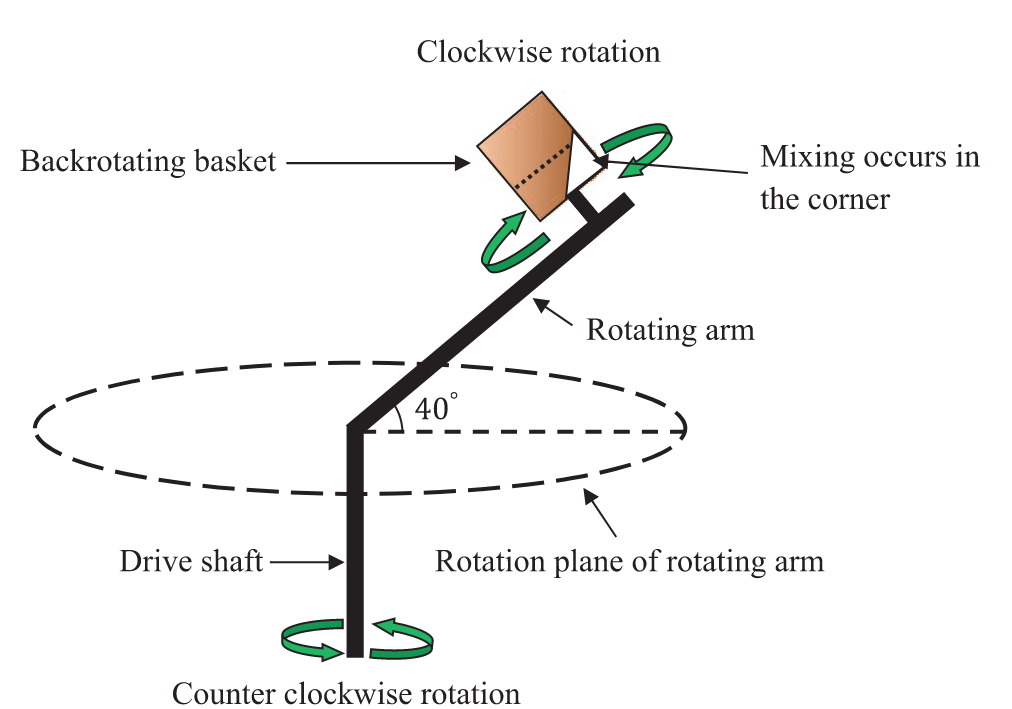 Clockwise rotation
Backrotating basket
Mixing occurs in
the corner
Rotating arm
40°
Drive shaft
Rotation plane of rotating arm
Counter clockwise rotation